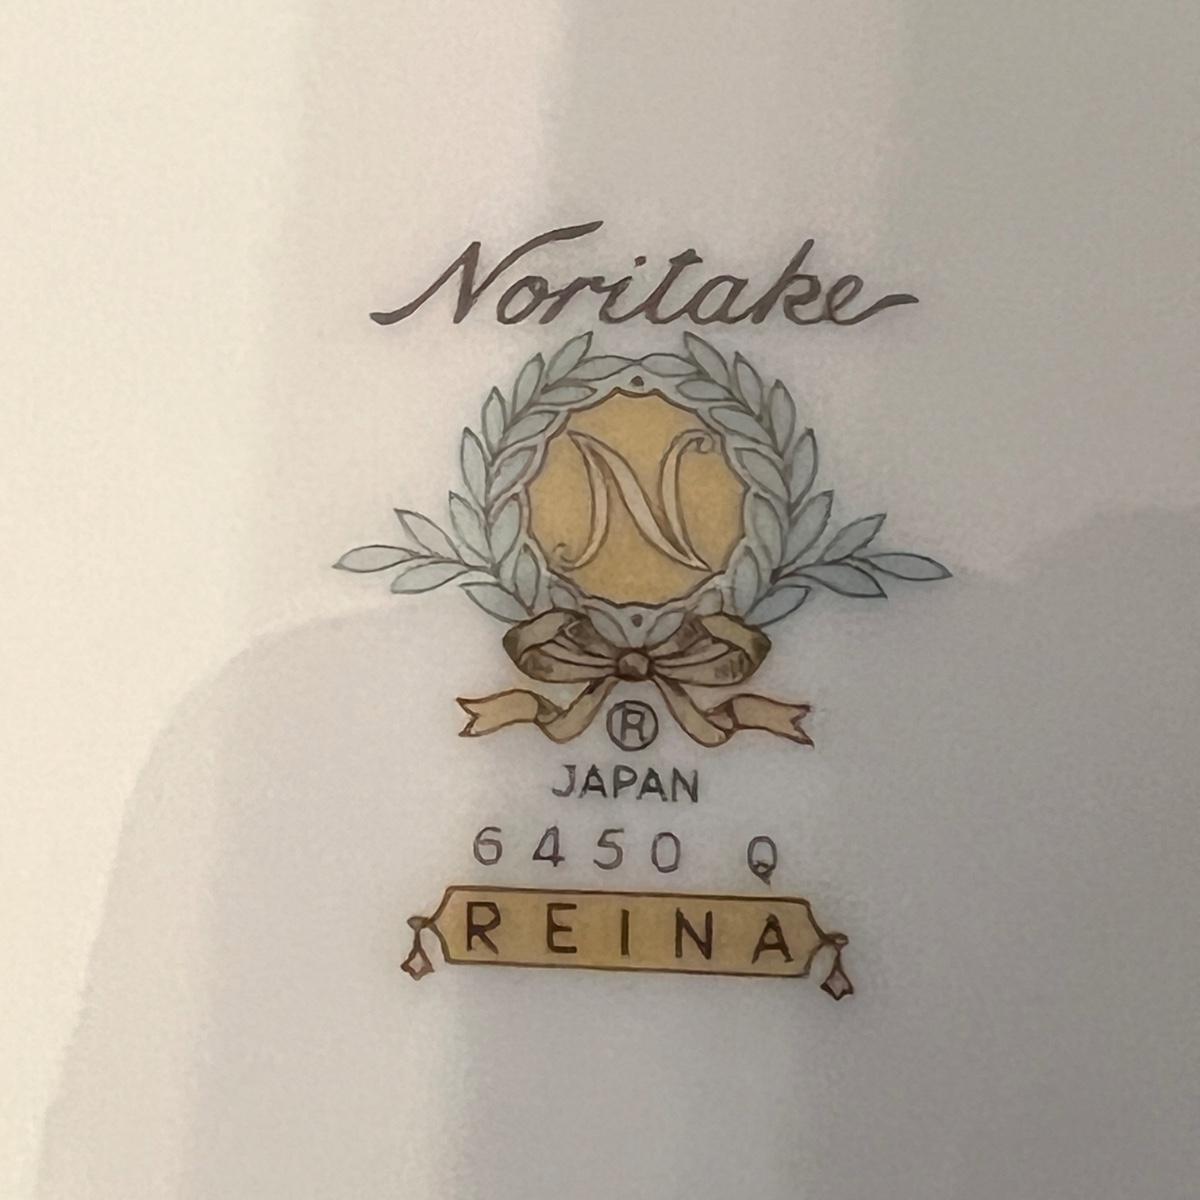 Noritake
N
®
JAPAN
6450 Q
REINA